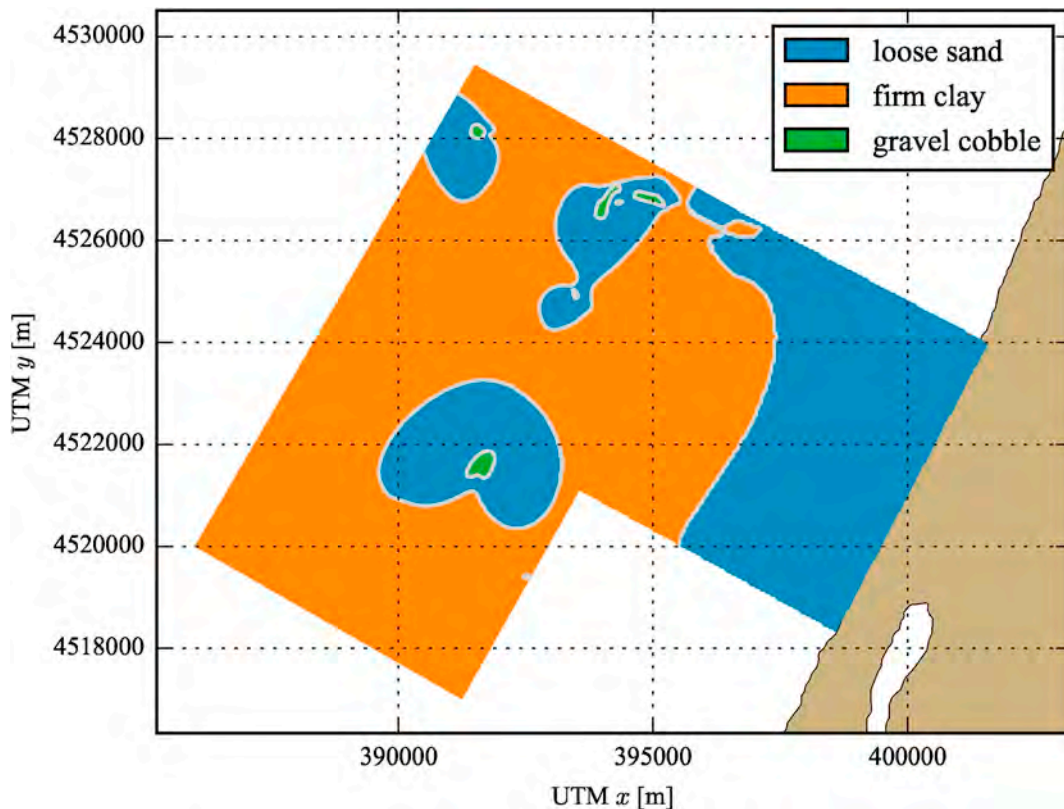 loose sand
firm clay
gravel cobble
4530000
4528000
4526000
4524000
4522000
4520000
4518000
UTM y [m]
390000 395000 400000
UTM x [m]